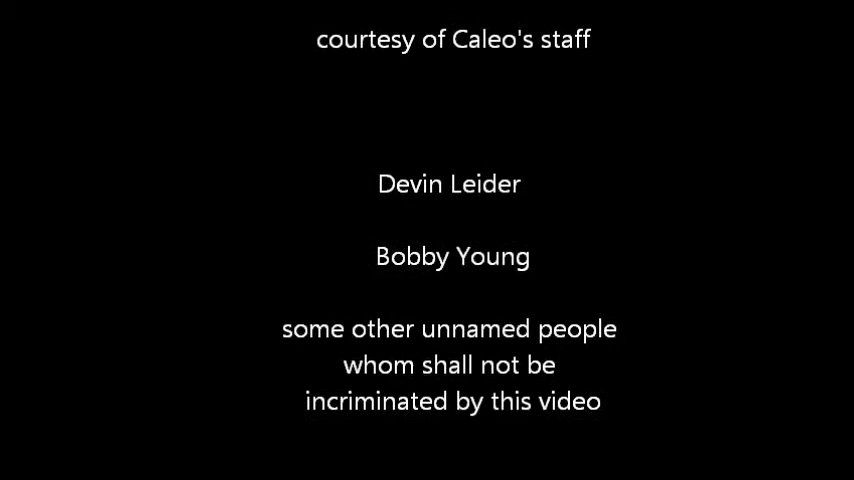 courtesy of Caleo's staff
Devin Leider
Bobby Young
some other unnamed people
whom shall not be
incriminated by this video